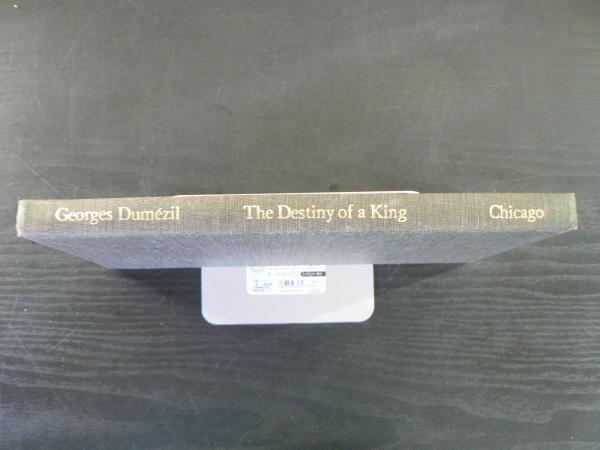 Georges Dumézil The Destiny of a King Chicago